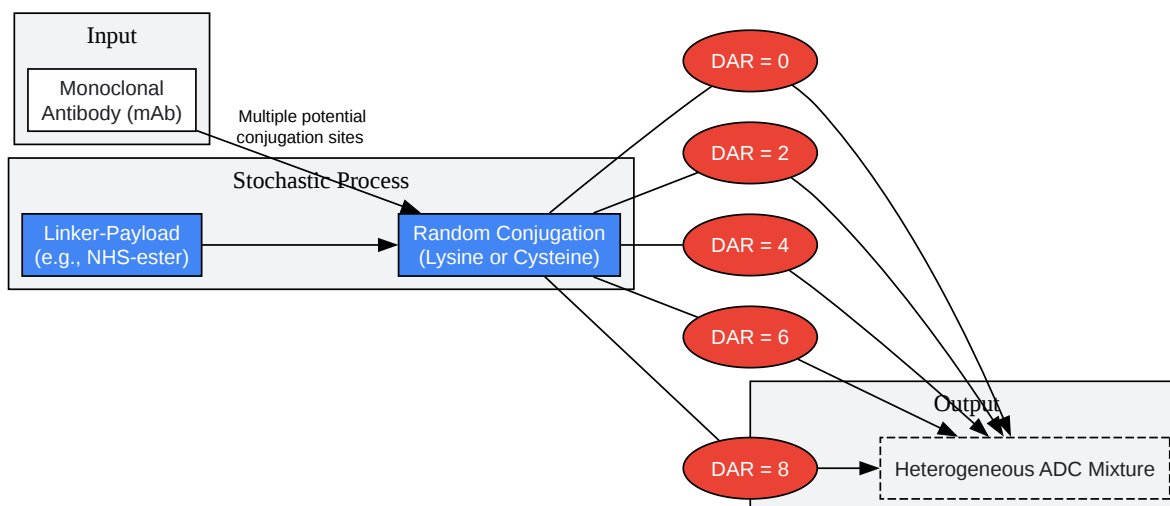 Input
Monoclonal
Antibody (mAb)
Multiple potential
conjugation sites
Stochastic Process
Linker-Payload
(e.g., NHS-ester)
Random Conjugation
(Lysine or Cysteine)
DAR = 0
DAR = 2
DAR = 4
DAR = 6
DAR = 8
Output
Heterogeneous ADC Mixture